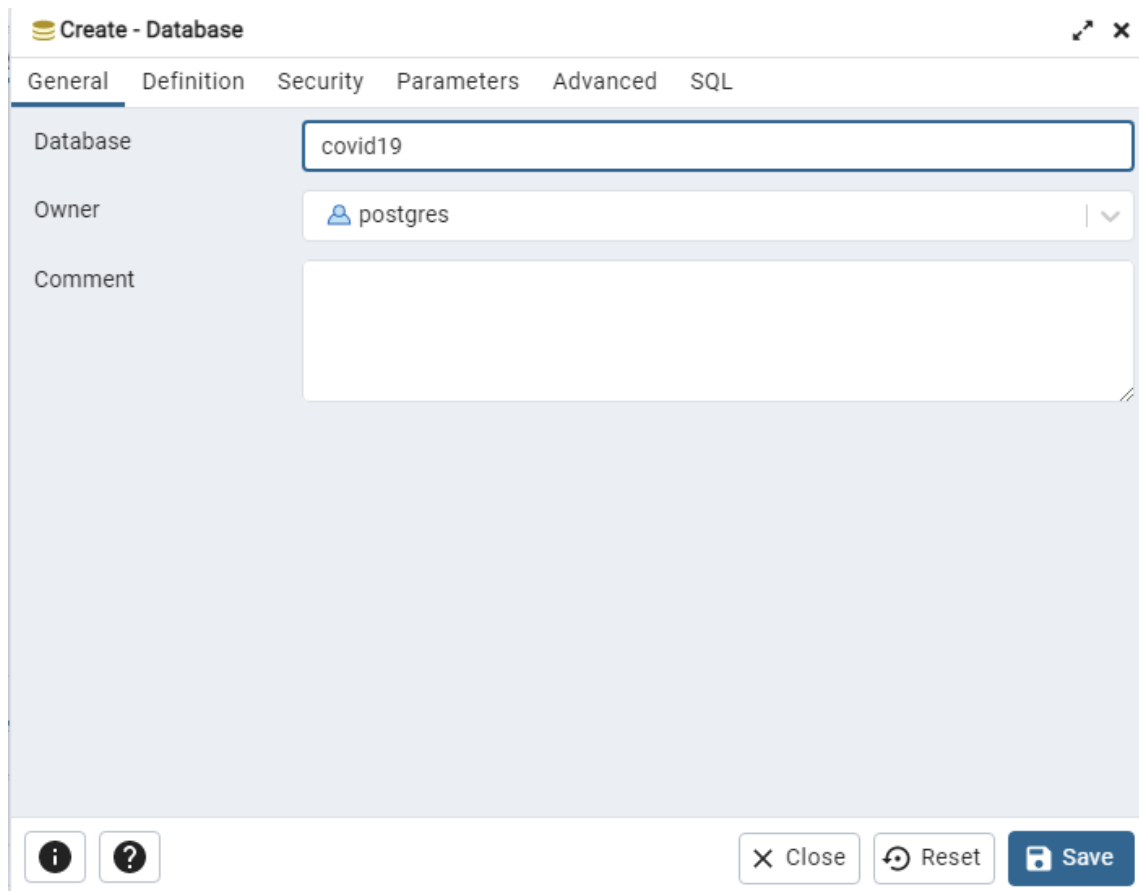 Create - Database
General Definition Security Parameters Advanced SQL
Database covid19
Owner postgres
Comment
Close Reset Save